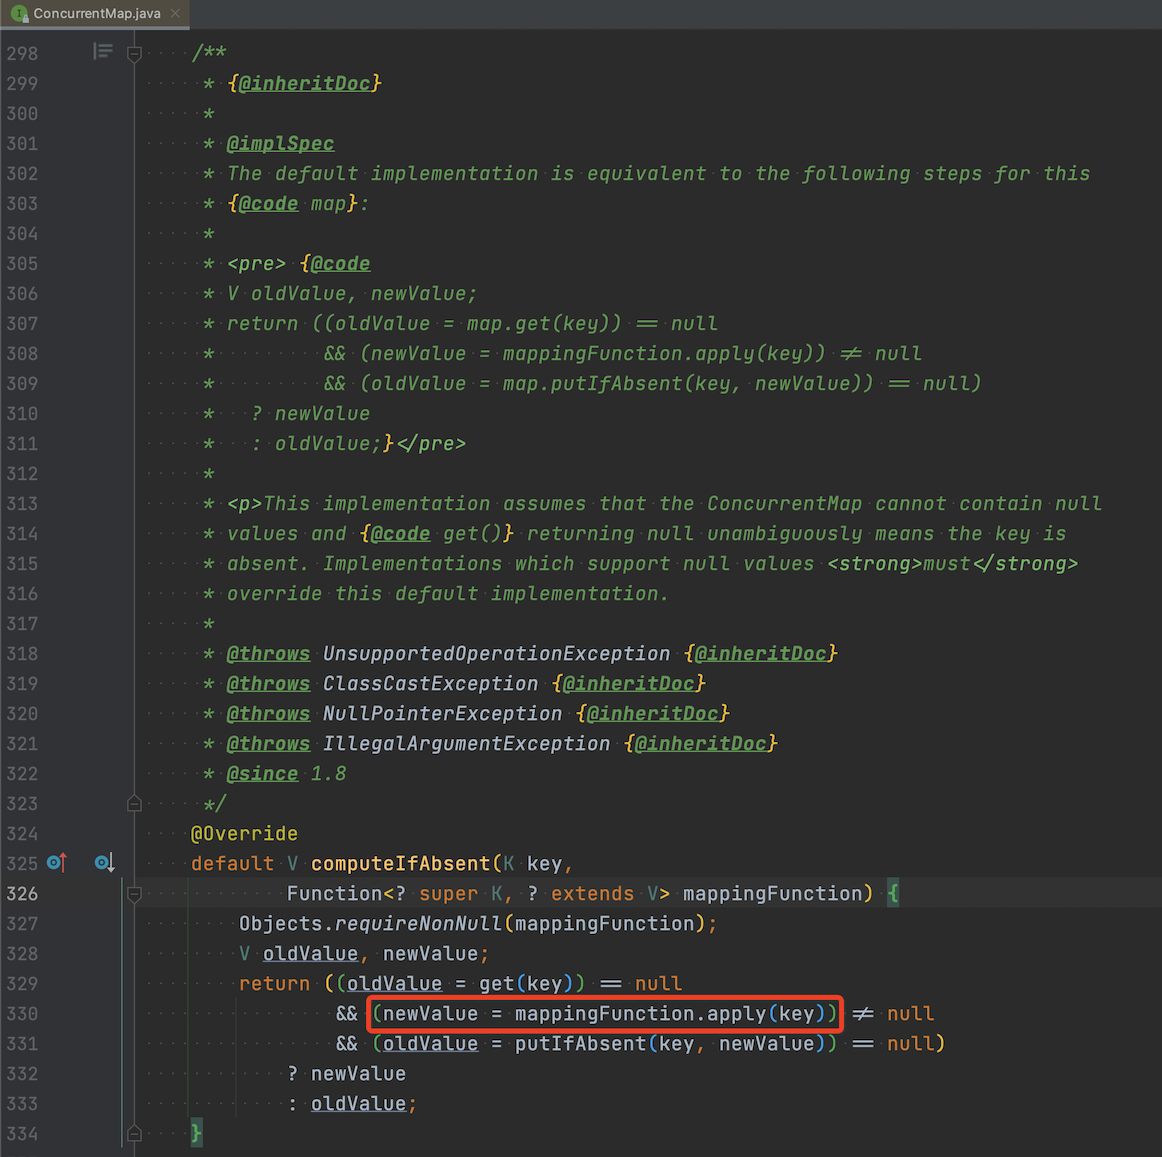 ConcurrentMap.java
298 /**
299 * {@inheritDoc}
300 *
301 * @implSpec
302 * The default implementation is equivalent to the following steps for this
303 * {@code map}:
304 *
305 * <pre> {@code
306 * V oldValue, newValue;
307 * return ((oldValue = map.get(key)) == null
308 * && (newValue = mappingFunction.apply(key)) != null
309 * && (oldValue = map.putIfAbsent(key, newValue)) == null)
310 * ? newValue
311 * : oldValue;}</pre>
312 *
313 * <p>This implementation assumes that the ConcurrentMap cannot contain null
314 * values and {@code get()} returning null unambiguously means the key is
315 * absent. Implementations which support null values <strong>must</strong>
316 * override this default implementation.
317 *
318 * @throws UnsupportedOperationException {@inheritDoc}
319 * @throws ClassCastException {@inheritDoc}
320 * @throws NullPointerException {@inheritDoc}
321 * @throws IllegalArgumentException {@inheritDoc}
322 * @since 1.8
323 */
324 @Override
325 default V computeIfAbsent(K key,
326 Function<? super K, ? extends V> mappingFunction) {
327 Objects.requireNonNull(mappingFunction);
328 V oldValue, newValue;
329 return ((oldValue = get(key)) == null
330 && (newValue = mappingFunction.apply(key)) != null
331 && (oldValue = putIfAbsent(key, newValue)) == null)
332 ? newValue
333 : oldValue;
334 }